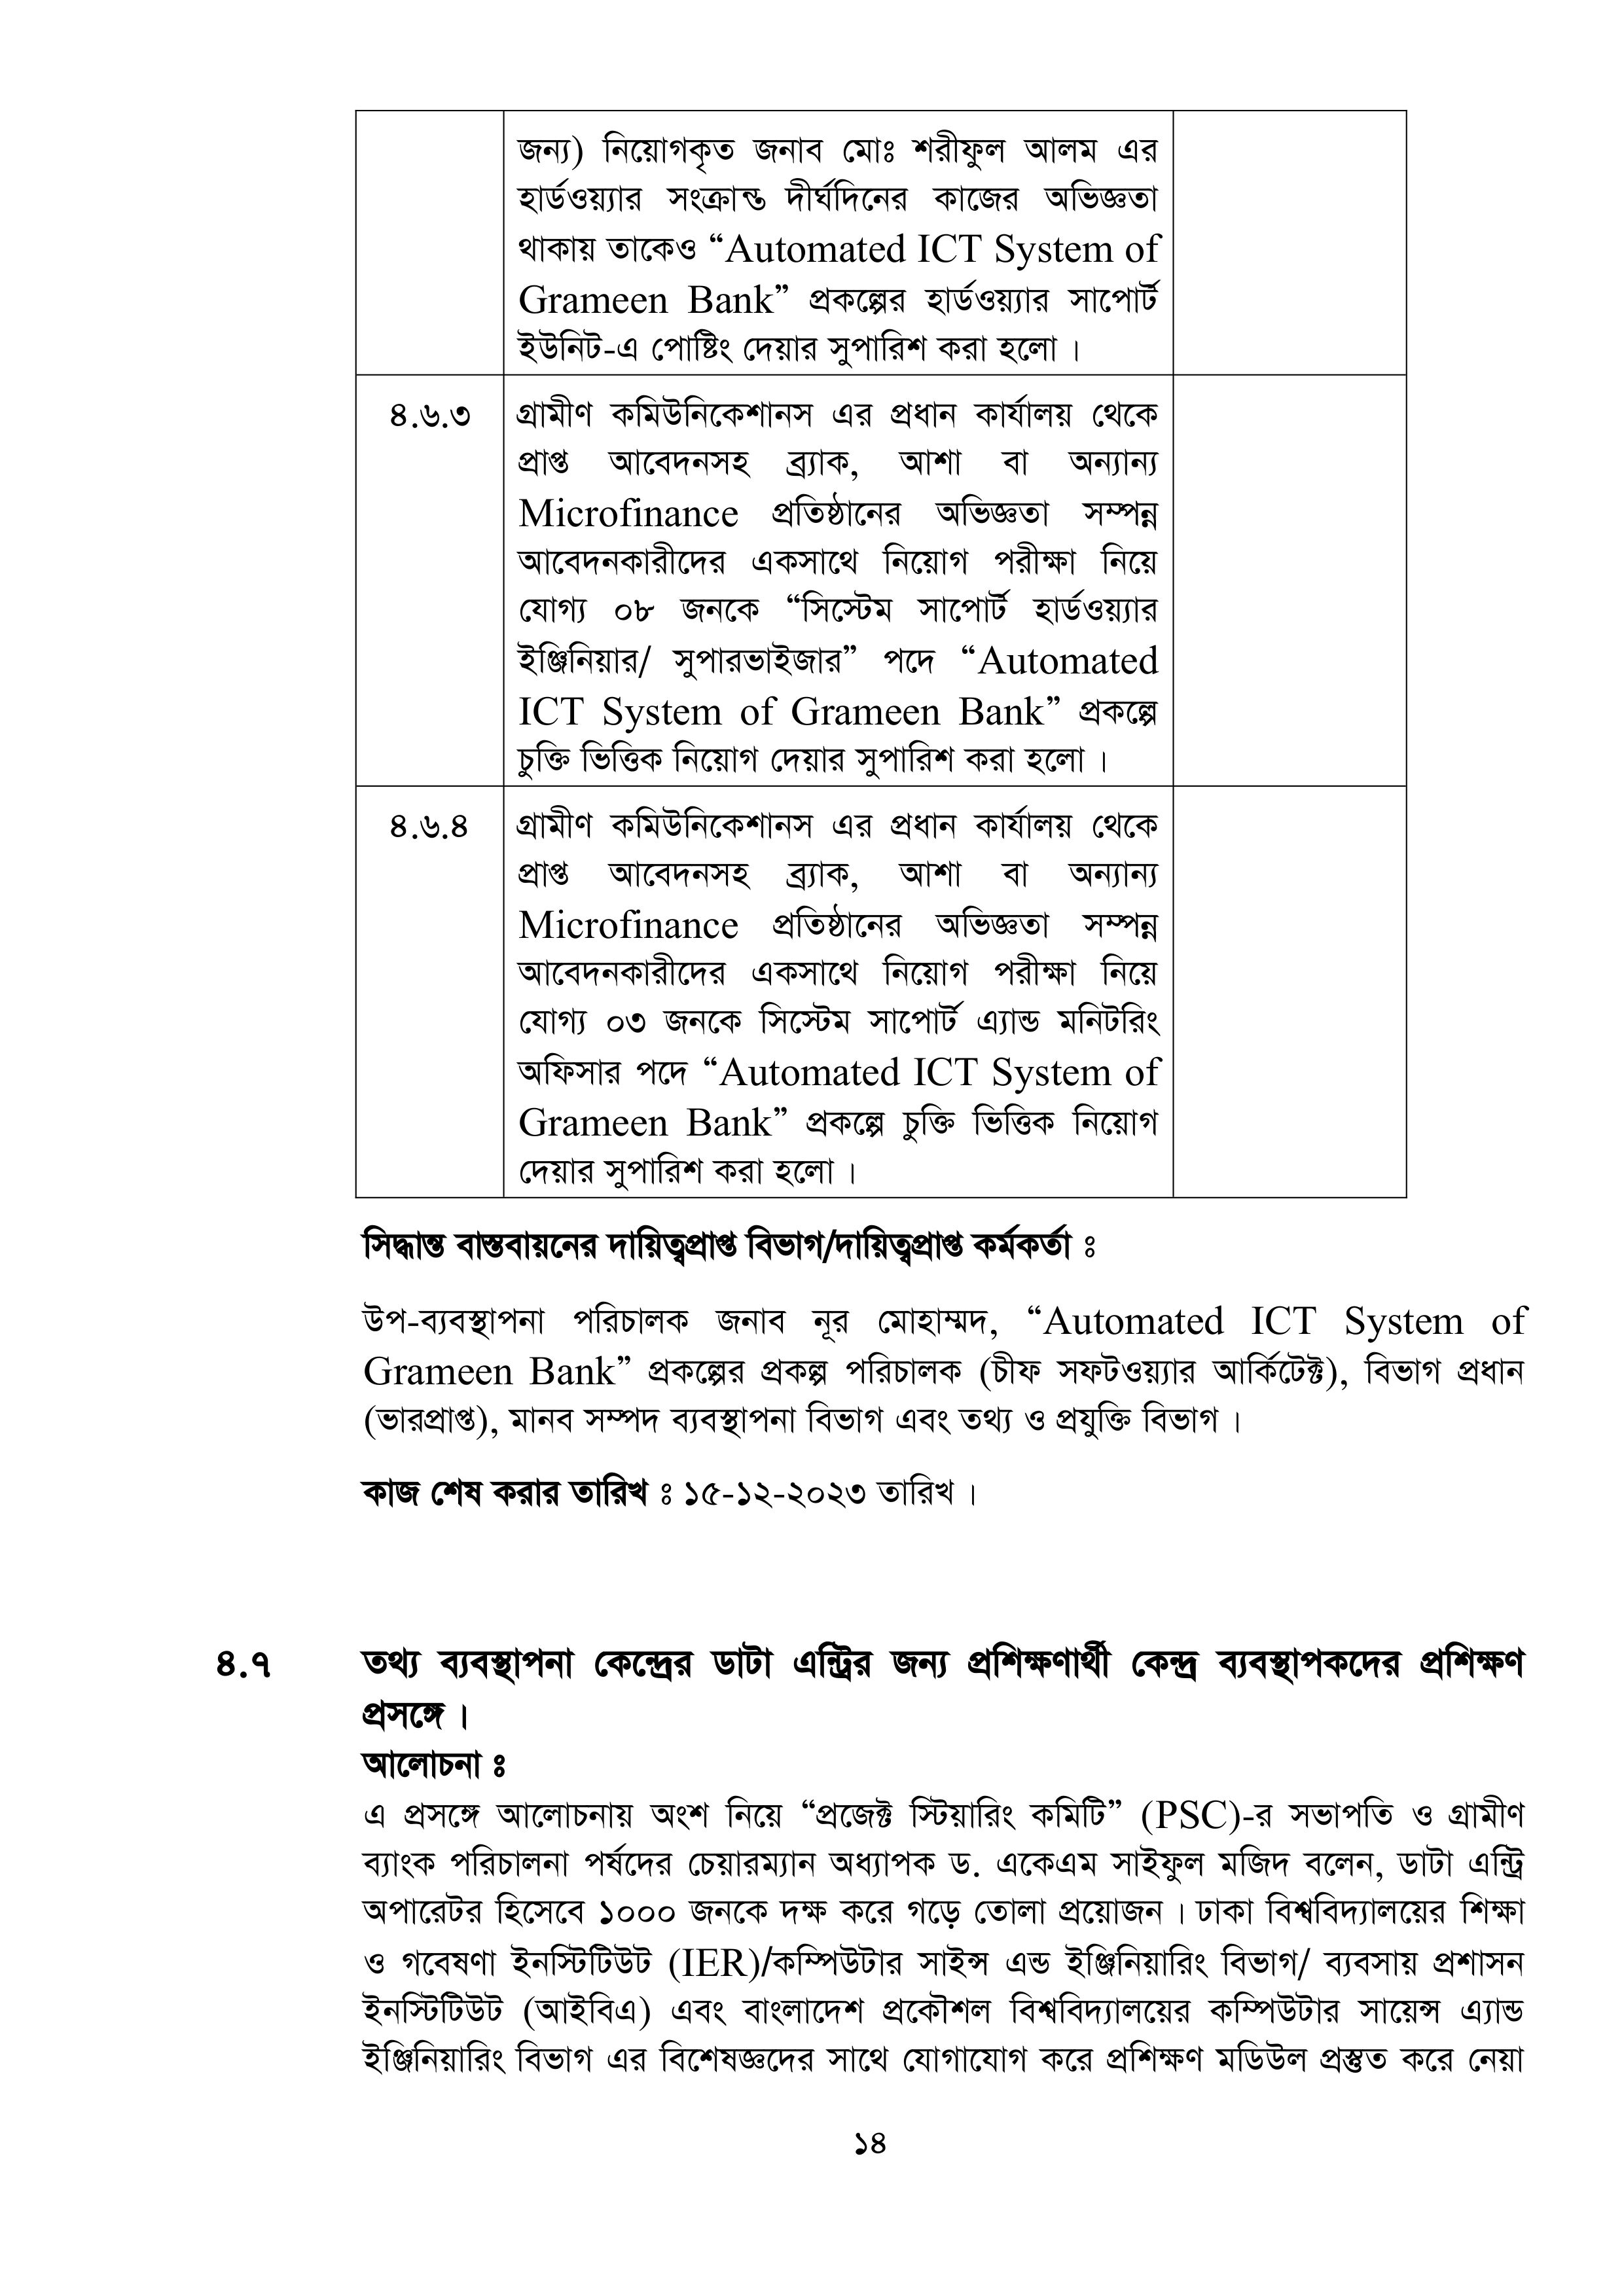 জন্য) নিয়োগকৃত জনাব মোঃ শরীফুল আলম এর
হার্ডওয়্যার সংক্রান্ত দীর্ঘদিনের কাজের অভিজ্ঞতা
থাকায় তাকেও “Automated ICT System of
Grameen Bank” প্রকল্পের হার্ডওয়্যার সাপোর্ট
ইউনিট-এ পোষ্টিং দেয়ার সুপারিশ করা হলো।
৪.৬.৩ গ্রামীণ কমিউনিকেশানস এর প্রধান কার্যালয় থেকে
প্রাপ্ত আবেদনসহ ব্র্যাক, আশা বা অন্যান্য
Microfinance প্রতিষ্ঠানের অভিজ্ঞতা সম্পন্ন
আবেদনকারীদের একসাথে নিয়োগ পরীক্ষা নিয়ে
যোগ্য ০৮ জনকে “সিস্টেম সাপোর্ট হার্ডওয়্যার
ইঞ্জিনিয়ার/ সুপারভাইজার” পদে “Automated
ICT System of Grameen Bank” প্রকল্পে
চুক্তি ভিত্তিক নিয়োগ দেয়ার সুপারিশ করা হলো।
৪.৬.৪ গ্রামীণ কমিউনিকেশানস এর প্রধান কার্যালয় থেকে
প্রাপ্ত আবেদনসহ ব্র্যাক, আশা বা অন্যান্য
Microfinance প্রতিষ্ঠানের অভিজ্ঞতা সম্পন্ন
আবেদনকারীদের একসাথে নিয়োগ পরীক্ষা নিয়ে
যোগ্য ০৩ জনকে সিস্টেম সাপোর্ট এ্যান্ড মনিটরিং
অফিসার পদে “Automated ICT System of
Grameen Bank” প্রকল্পে চুক্তি ভিত্তিক নিয়োগ
দেয়ার সুপারিশ করা হলো।
সিদ্ধান্ত বাস্তবায়নের দায়িত্বপ্রাপ্ত বিভাগ/দায়িত্বপ্রাপ্ত কর্মকর্তা ঃ
উপ-ব্যবস্থাপনা পরিচালক জনাব নূর মোহাম্মদ, “Automated ICT System of
Grameen Bank” প্রকল্পের প্রকল্প পরিচালক (চীফ সফটওয়্যার আর্কিটেক্ট), বিভাগ প্রধান
(ভারপ্রাপ্ত), মানব সম্পদ ব্যবস্থাপনা বিভাগ এবং তথ্য ও প্রযুক্তি বিভাগ।
কাজ শেষ করার তারিখ ঃ ১৫-১২-২০২৩ তারিখ।
৪.৭ তথ্য ব্যবস্থাপনা কেন্দ্রের ডাটা এন্ট্রির জন্য প্রশিক্ষণার্থী কেন্দ্র ব্যবস্থাপকদের প্রশিক্ষণ
প্রসঙ্গে।
আলোচনা ঃ
এ প্রসঙ্গে আলোচনায় অংশ নিয়ে “প্রজেক্ট স্টিয়ারিং কমিটি” (PSC)-র সভাপতি ও গ্রামীণ
ব্যাংক পরিচালনা পর্ষদের চেয়ারম্যান অধ্যাপক ড. একেএম সাইফুল মজিদ বলেন, ডাটা এন্ট্রি
অপারেটর হিসেবে ১০০০ জনকে দক্ষ করে গড়ে তোলা প্রয়োজন। ঢাকা বিশ্ববিদ্যালয়ের শিক্ষা
ও গবেষণা ইনস্টিটিউট (IER)/কম্পিউটার সাইন্স এন্ড ইঞ্জিনিয়ারিং বিভাগ/ ব্যবসায় প্রশাসন
ইনস্টিটিউট (আইবিএ) এবং বাংলাদেশ প্রকৌশল বিশ্ববিদ্যালয়ের কম্পিউটার সায়েন্স এ্যান্ড
ইঞ্জিনিয়ারিং বিভাগ এর বিশেষজ্ঞদের সাথে যোগাযোগ করে প্রশিক্ষণ মডিউল প্রস্তুত করে নেয়া
১৪